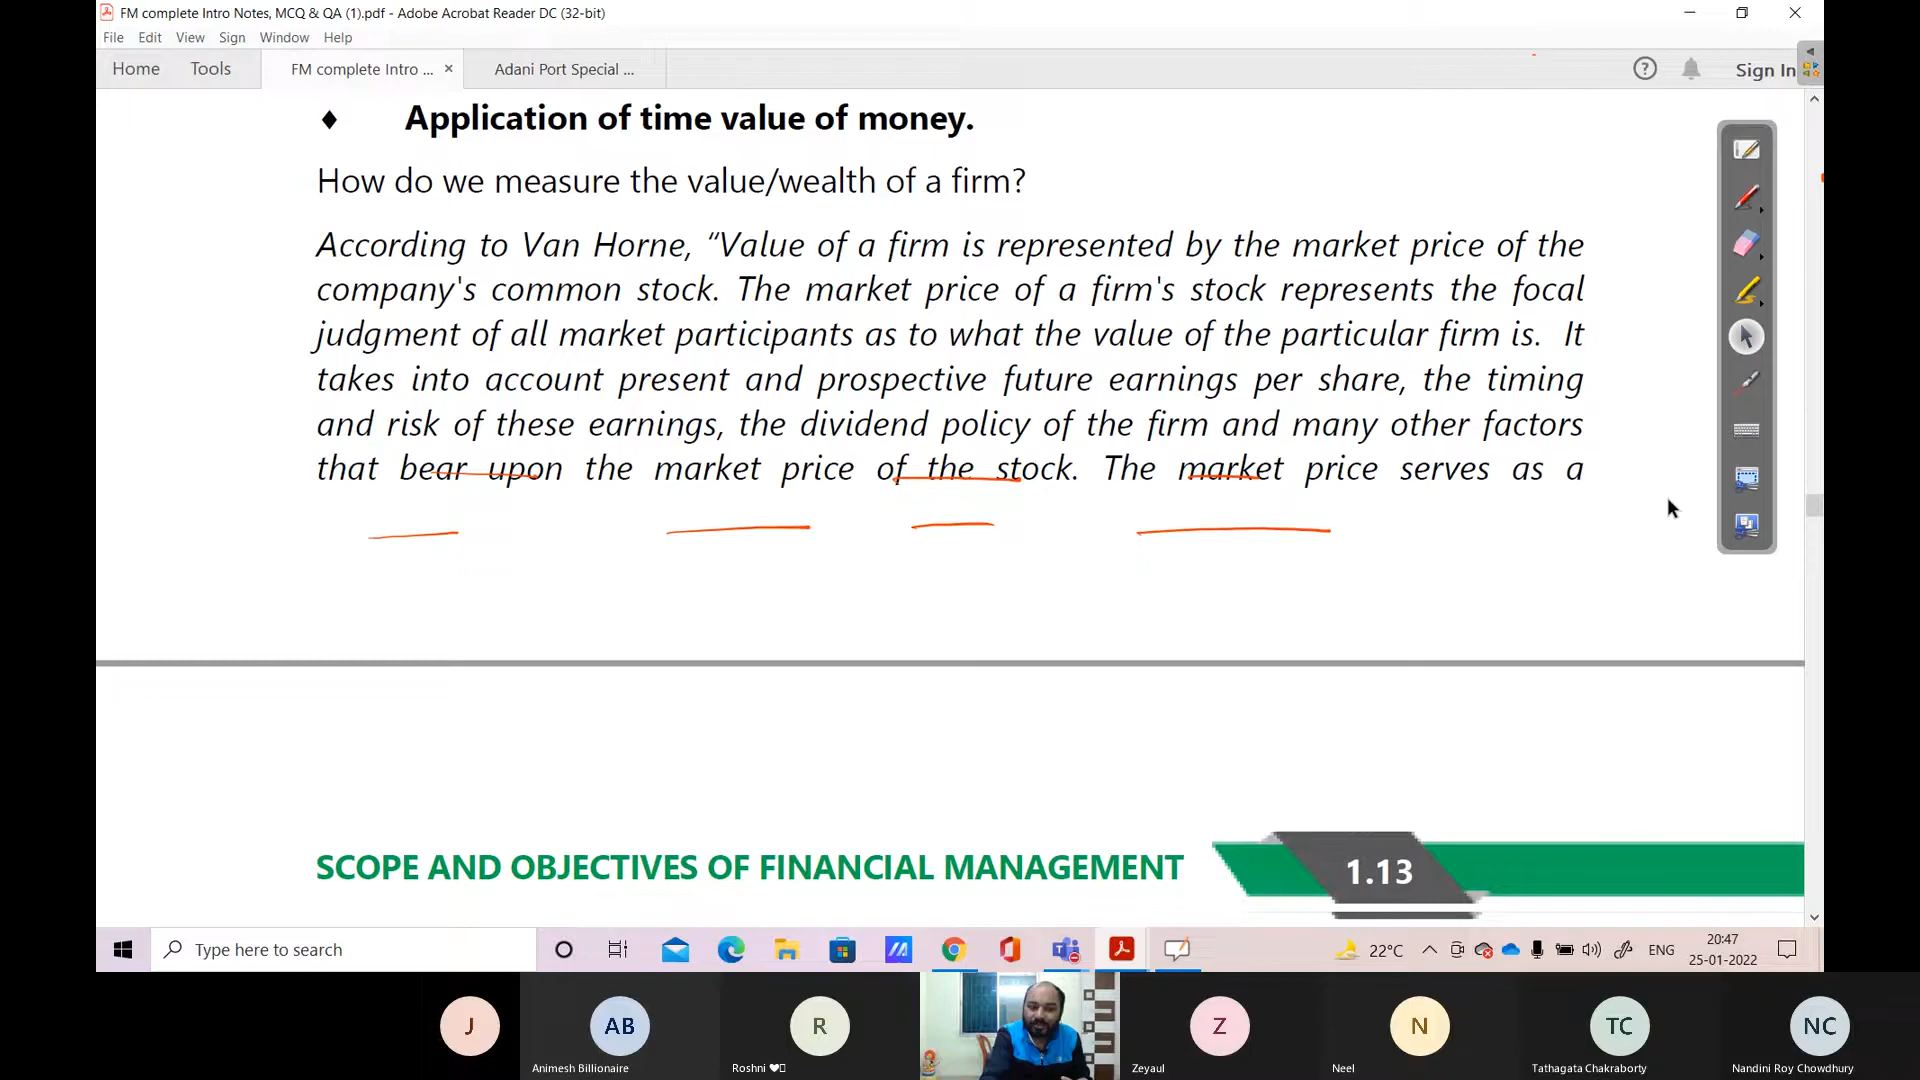 FM complete Intro Notes, MCQ & QA (1).pdf - Adobe Acrobat Reader DC (32-bit)
File Edit View Sign Window Help
Home Tools FM complete Intro ... × Adani Port Special ... Sign In
♦ Application of time value of money.
How do we measure the value/wealth of a firm?
According to Van Horne, “Value of a firm is represented by the market price of the
company's common stock. The market price of a firm's stock represents the focal
judgment of all market participants as to what the value of the particular firm is. It
takes into account present and prospective future earnings per share, the timing
and risk of these earnings, the dividend policy of the firm and many other factors
that bear upon the market price of the stock. The market price serves as a
SCOPE AND OBJECTIVES OF FINANCIAL MANAGEMENT 1.13
Type here to search 22°C ENG 20:47
25-01-2022
J AB R Z N TC NC
Animesh Billionaire Roshni ❤ Zeyaul Neel Tathagata Chakraborty Nandini Roy Chowdhury